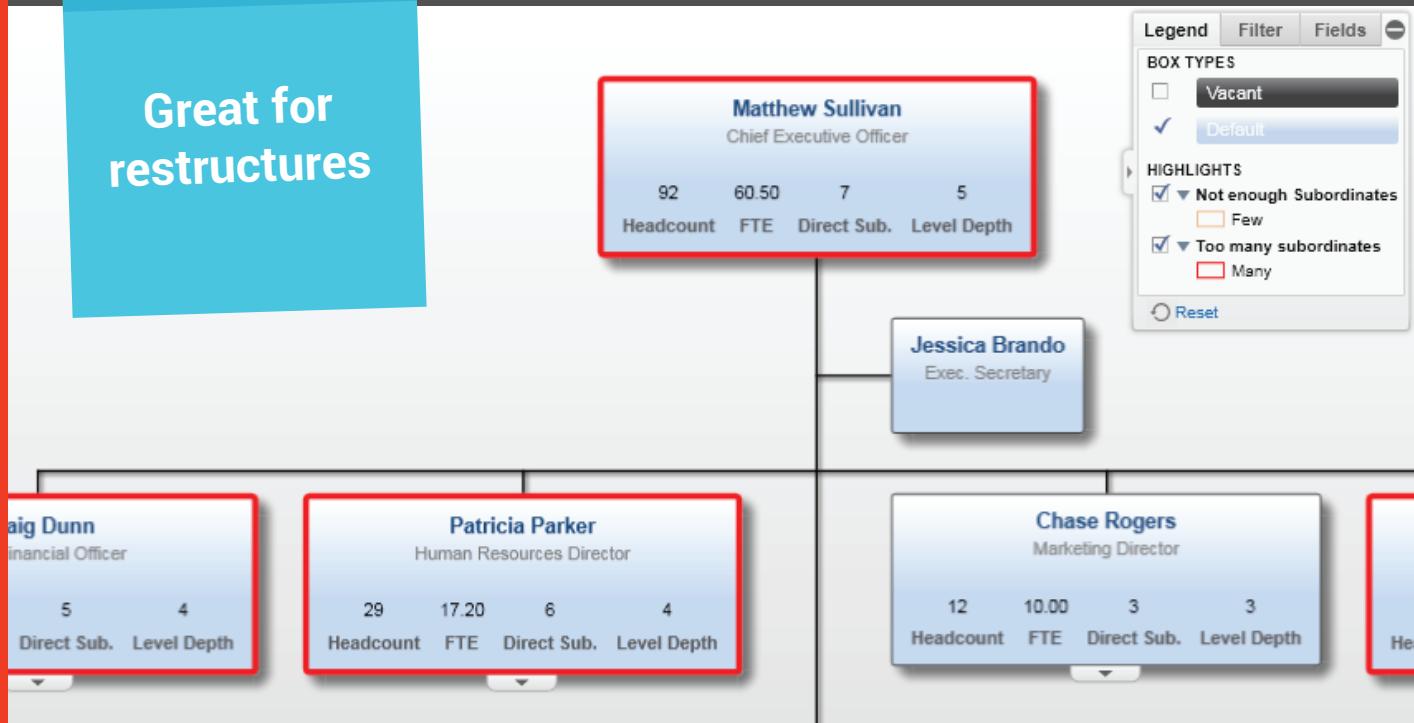 Great for
restructures
Matthew Sullivan
Chief Executive Officer
92 60.50 7 5
Headcount FTE Direct Sub. Level Depth
Legend Filter Fields
BOX TYPES
Vacant
Default
HIGHLIGHTS
Not enough Subordinates
Few
Too many subordinates
Many
Reset
Jessica Brando
Exec. Secretary
aig Dunn
inancial Officer
5 4
Direct Sub. Level Depth
Patricia Parker
Human Resources Director
29 17.20 6 4
Headcount FTE Direct Sub. Level Depth
Chase Rogers
Marketing Director
12 10.00 3 3
Headcount FTE Direct Sub. Level Depth